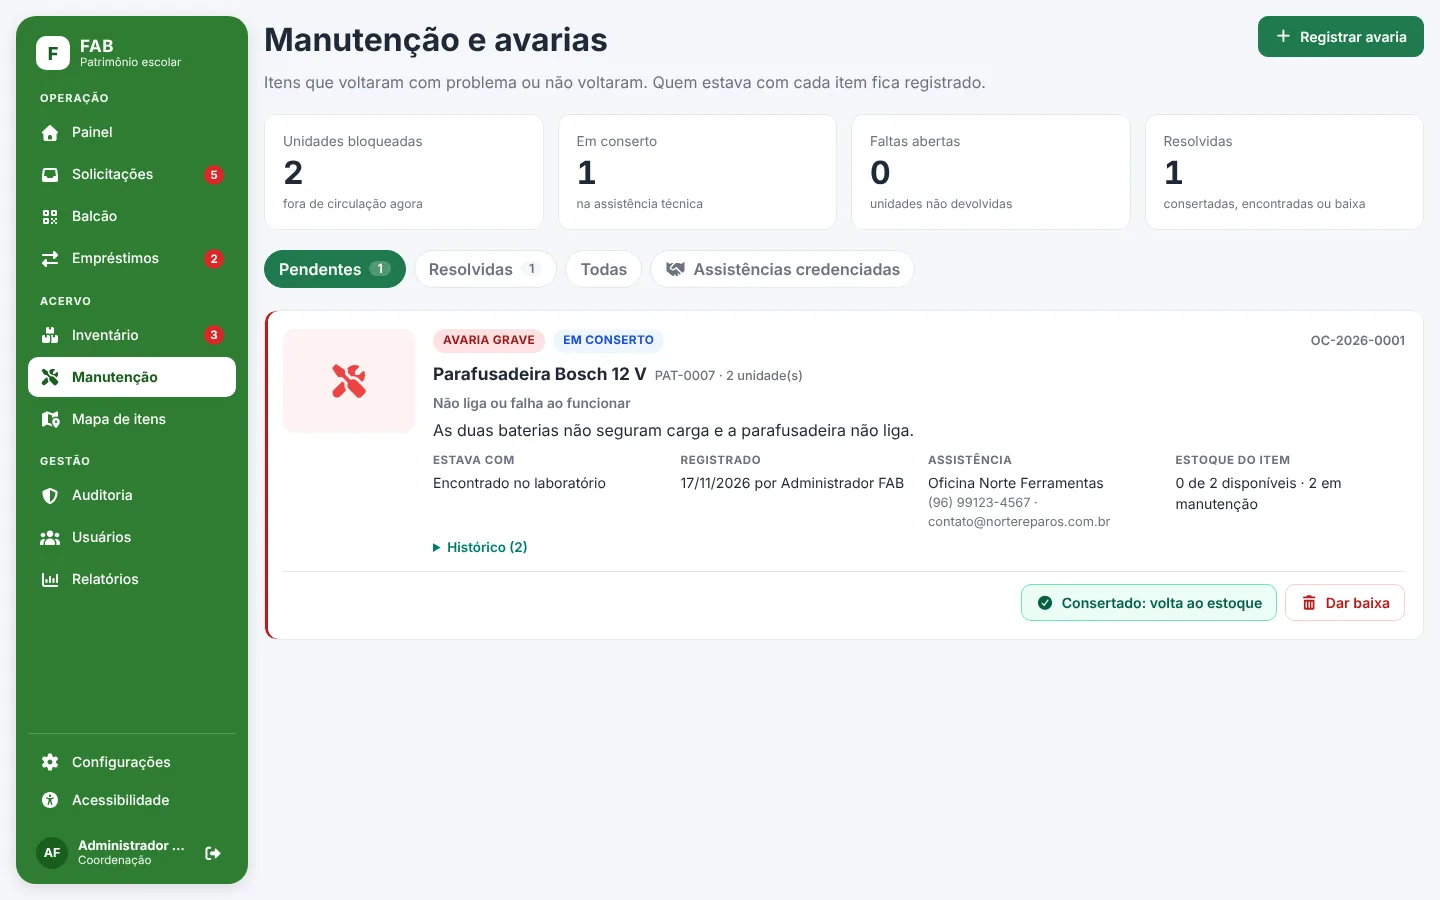 F
FAB
Patrimônio escolar
OPERAÇÃO
Painel
Solicitações 5
Balcão
Empréstimos 2
ACERVO
Inventário 3
Manutenção
Mapa de itens
GESTÃO
Auditoria
Usuários
Relatórios
Configurações
Acessibilidade
AF
Administrador ...
Coordenação
Manutenção e avarias
Registrar avaria
Itens que voltaram com problema ou não voltaram. Quem estava com cada item fica registrado.
Unidades bloqueadas
2
fora de circulação agora
Em conserto
1
na assistência técnica
Faltas abertas
0
unidades não devolvidas
Resolvidas
1
consertadas, encontradas ou baixa
Pendentes 1
Resolvidas 1
Todas
Assistências credenciadas
AVARIA GRAVE
EM CONSERTO
OC-2026-0001
Parafusadeira Bosch 12 V PAT-0007 · 2 unidade(s)
Não liga ou falha ao funcionar
As duas baterias não seguram carga e a parafusadeira não liga.
ESTAVA COM
Encontrado no laboratório
REGISTRADO
17/11/2026 por Administrador FAB
ASSISTÊNCIA
Oficina Norte Ferramentas
(96) 99123-4567 ·
contato@nortereparos.com.br
ESTOQUE DO ITEM
0 de 2 disponíveis · 2 em
manutenção
Histórico (2)
Consertado: volta ao estoque
Dar baixa